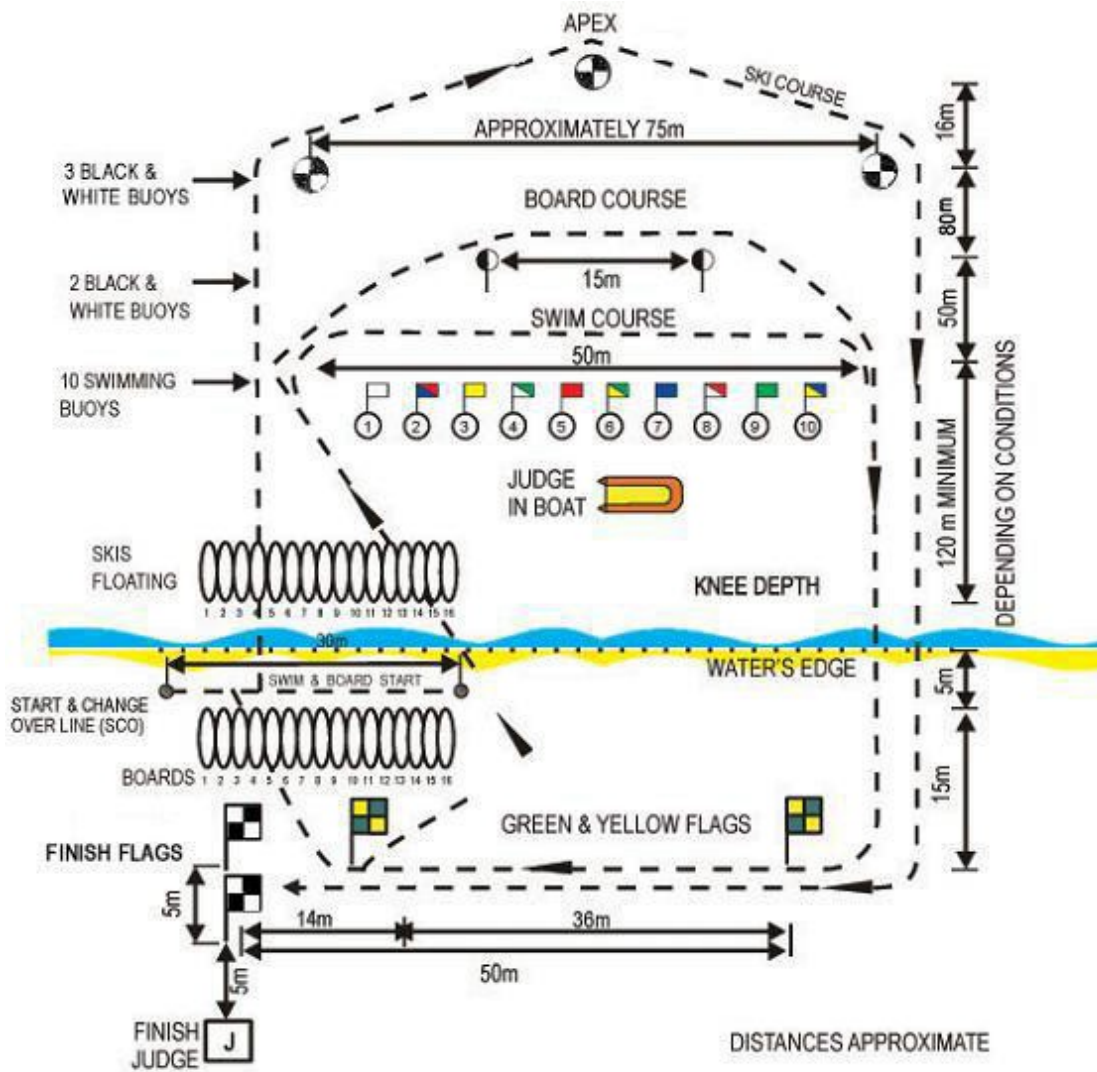 APEX
SKI COURSE
16m
APPROXIMATELY 75m
3 BLACK &
WHITE BUOYS
BOARD COURSE
80m
2 BLACK &
WHITE BUOYS
15m
50m
SWIM COURSE
50m
10 SWIMMING
BUOYS
1 2 3 4 5 6 7 8 9 10
JUDGE
IN BOAT
120 m MINIMUM
DEPENDING ON CONDITIONS
SKIS
FLOATING
KNEE DEPTH
1 2 3 4 5 6 7 8 9 10 11 12 13 14 15 16
30m
WATER'S EDGE
SWIM & BOARD START
5m
START & CHANGE
OVER LINE (SCO)
BOARDS
1 2 3 4 5 6 7 8 9 10 11 12 13 14 15 16
15m
GREEN & YELLOW FLAGS
FINISH FLAGS
5m
14m
36m
50m
5m
FINISH
JUDGE
J
DISTANCES APPROXIMATE